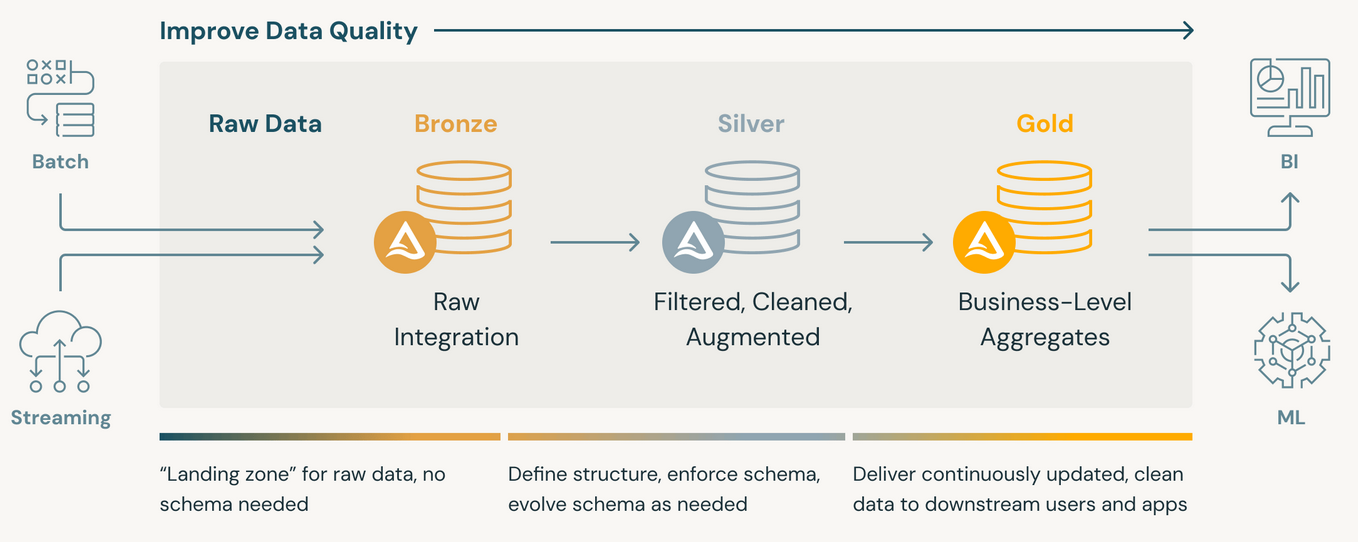 Improve Data Quality
Batch
Streaming
Raw Data
Bronze
Silver
Gold
Raw
Integration
Filtered, Cleaned,
Augmented
Business-Level
Aggregates
BI
ML
“Landing zone” for raw data, no
schema needed
Define structure, enforce schema,
evolve schema as needed
Deliver continuously updated, clean
data to downstream users and apps